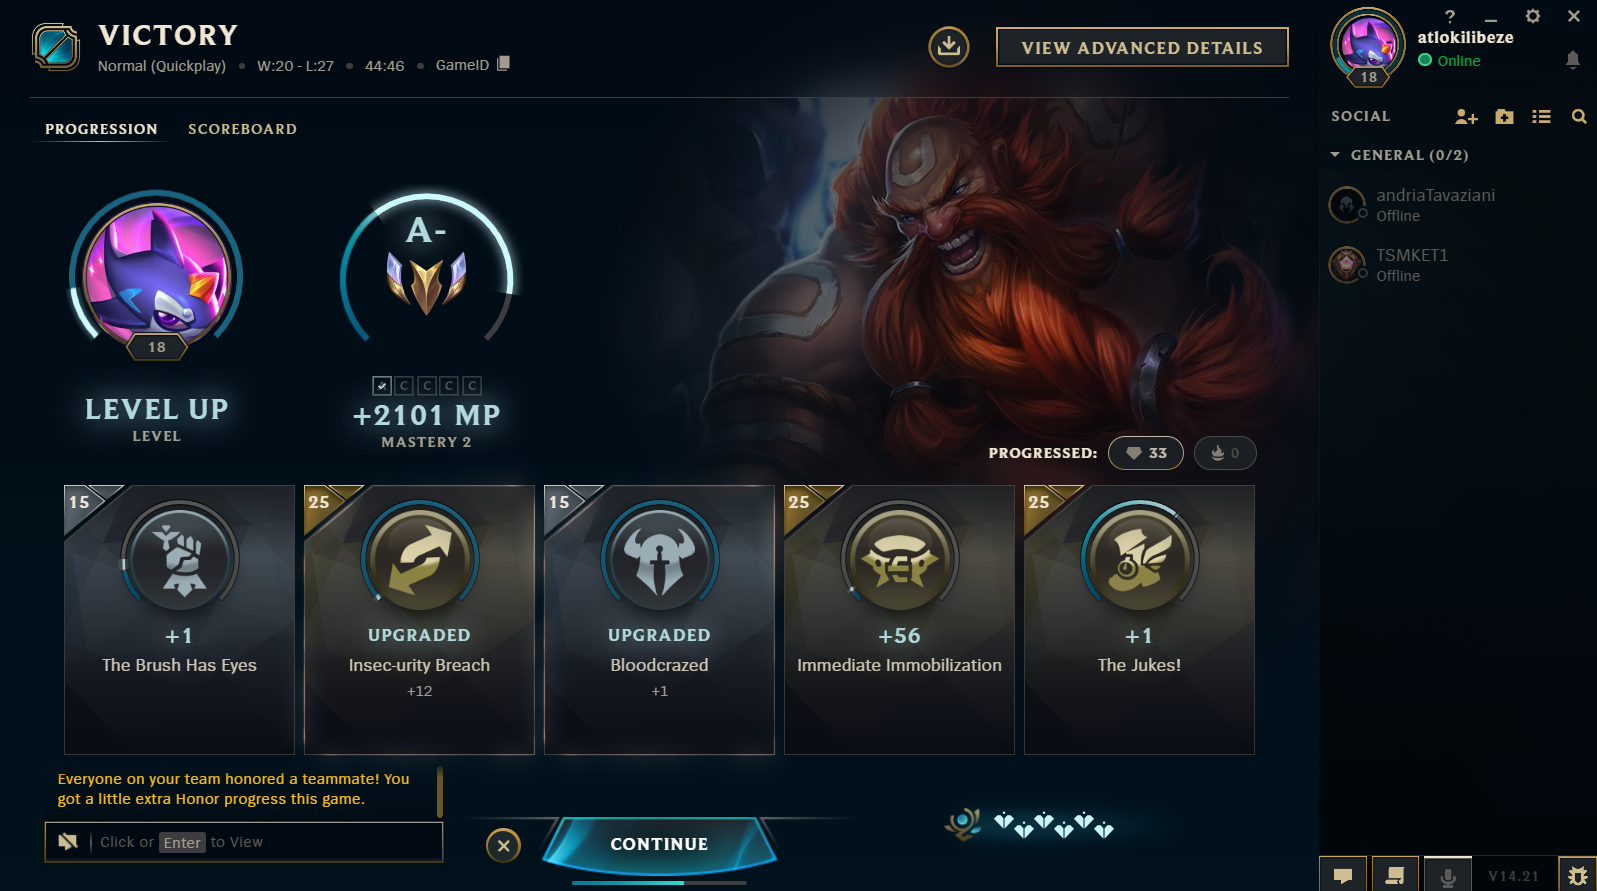 VICTORY
Normal (Quickplay) • W:20 - L:27 • 44:46 • GameID
VIEW ADVANCED DETAILS
PROGRESSION SCOREBOARD
18
LEVEL UP
LEVEL
A-
C C C C
+2101 MP
MASTERY 2
PROGRESSED: 33 0
15
+1
The Brush Has Eyes
25
UPGRADED
Insec-urity Breach
+12
15
UPGRADED
Bloodcrazed
+1
25
+56
Immediate Immobilization
25
+1
The Jukes!
Everyone on your team honored a teammate! You
got a little extra Honor progress this game.
Click or Enter to View
CONTINUE
?
atlokilibeze
Online
18
SOCIAL
GENERAL (0/2)
andriaTavaziani
Offline
TSMKET1
Offline
V14.21